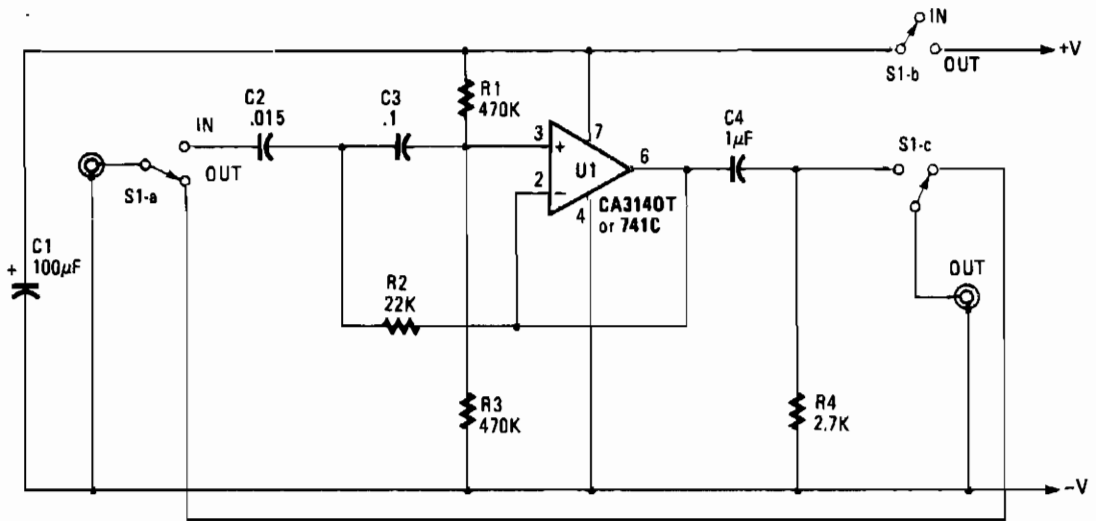 IN
+V
S1-b
OUT
R1
470K
C2
.015
C3
.1
IN
OUT
S1-a
3
+
7
U1
6
2
−
4
CA3140T
or 741C
C4
1µF
S1-c
C1
+
100µF
R2
22K
OUT
R3
470K
R4
2.7K
−V